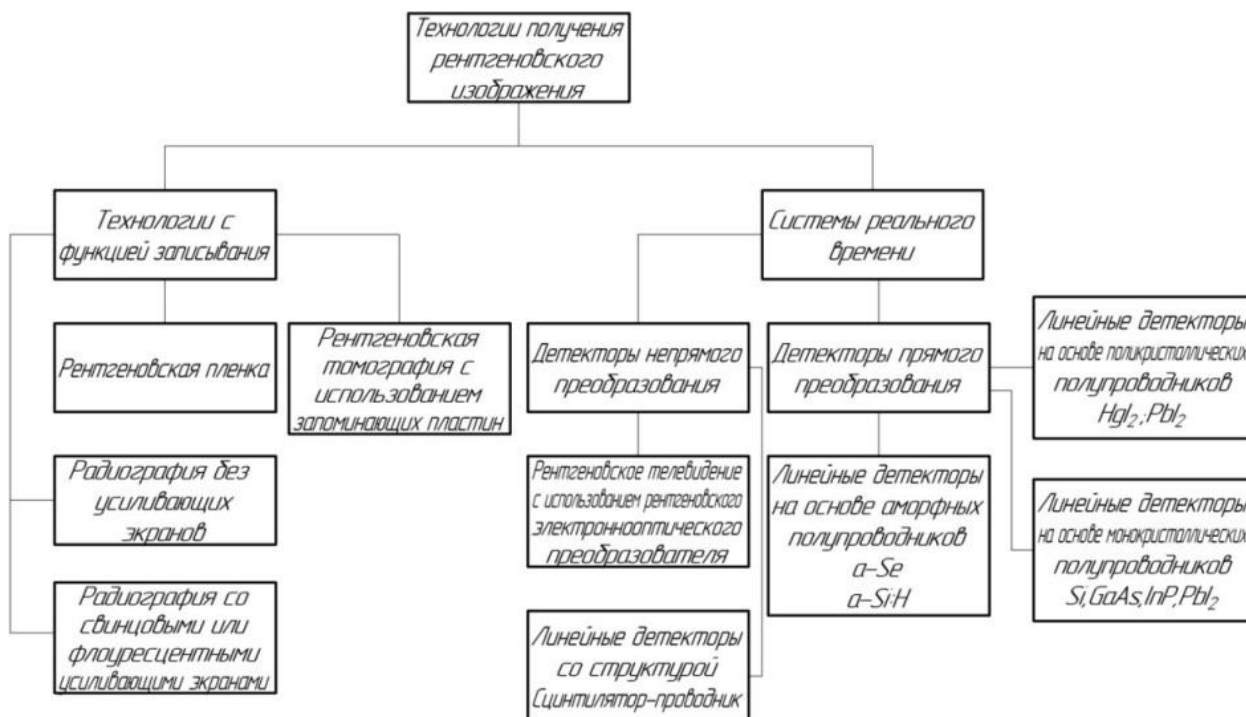 Технологии получения
рентгеновского
изображения
Технологии с
функцией записывания
Системы реального
времени
Рентгеновская пленка
Рентгеновская
томография с
использованием
запоминающих пластин
Детекторы непрямого
преобразования
Детекторы прямого
преобразования
Линейные детекторы
на основе поликристаллических
полупроводников
HgI₂;PbI₂
Радиография без
усиливающих
экранов
Рентгеновское телевидение
с использованием рентгеновского
электроннооптического
преобразователя
Линейные детекторы
на основе аморфных
полупроводников
a-Se
a-Si:H
Линейные детекторы
на основе монокристаллических
полупроводников
Si,GaAs,InP,PbI₂
Радиография со
свинцовыми или
флоуресцентными
усиливающими экранами
Линейные детекторы
со структурой
Сцинтилятор-проводник